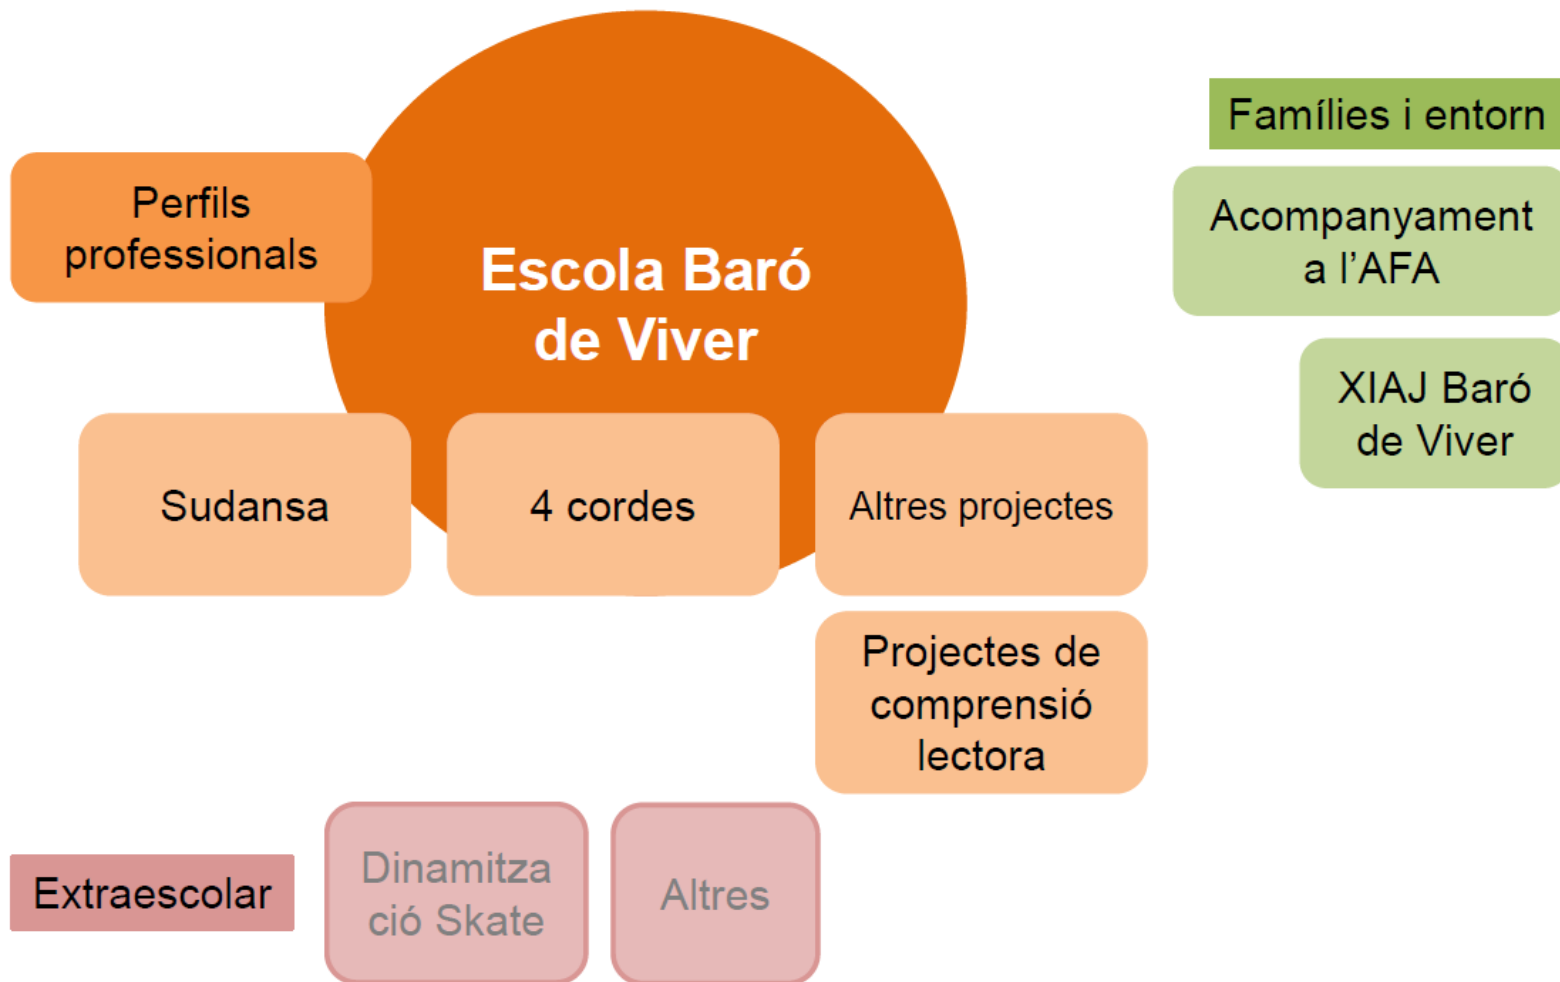 Famílies i entorn
Perfils
professionals
Acompanyament
a l'AFA
Escola Baró
de Viver
XIAJ Baró
de Viver
Sudansa
4 cordes
Altres projectes
Projectes de
comprensió
lectora
Extraescolar
Dinamitza
ció Skate
Altres